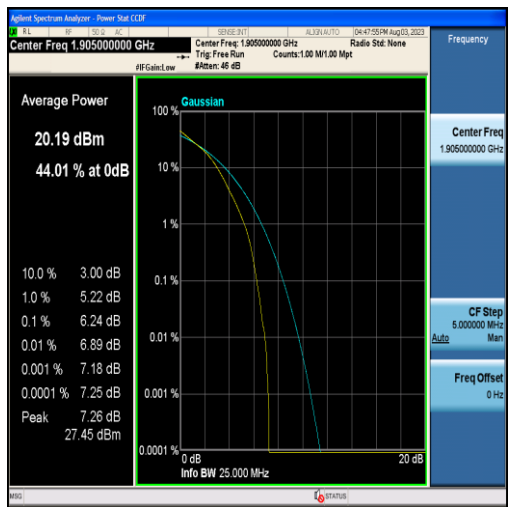 Agilent Spectrum Analyzer - Power Stat CCDF
RL RF 50 Ω AC SENSE:INT ALIGN AUTO 04:47:55 PM Aug 03, 2023
Center Freq 1.905000000 GHz
Center Freq: 1.905000000 GHz Radio Std: None
Trig: Free Run Counts:1.00 M/1.00 Mpt
#IFGain:Low #Atten: 46 dB
Frequency
Average Power
20.19 dBm
44.01 % at 0dB
10.0 % 3.00 dB
1.0 % 5.22 dB
0.1 % 6.24 dB
0.01 % 6.89 dB
0.001 % 7.18 dB
0.0001 % 7.25 dB
Peak 7.26 dB
27.45 dBm
Gaussian
100 %
10 %
1 %
0.1 %
0.01 %
0.001 %
0.0001 %
0 dB 20 dB
Info BW 25.000 MHz
Center Freq
1.905000000 GHz
CF Step
5.000000 MHz
Auto Man
Freq Offset
0 Hz
MSG STATUS